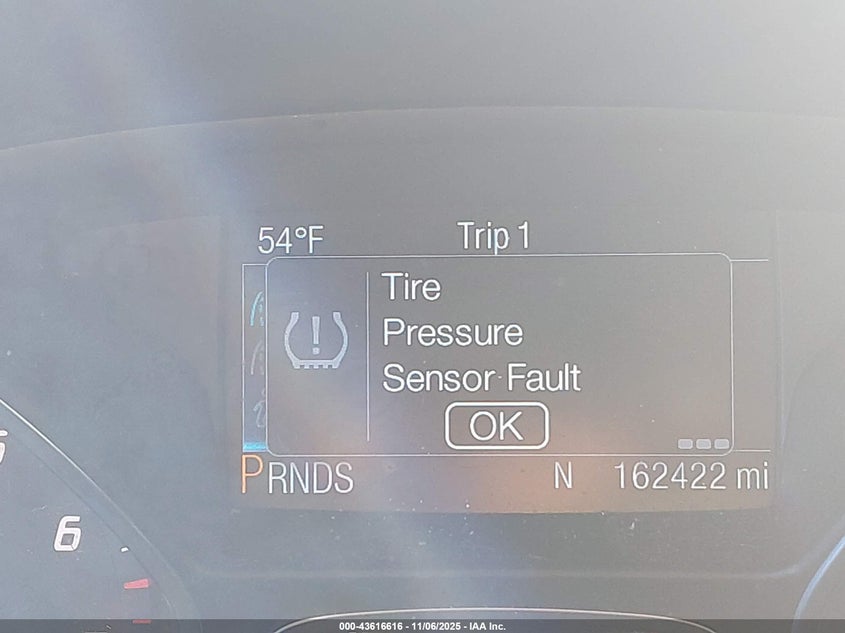 54°F Trip 1
Tire
Pressure
Sensor Fault
OK
PRNDS N 162422 mi
6
000-43616616 - 11/06/2025 - IAA Inc.